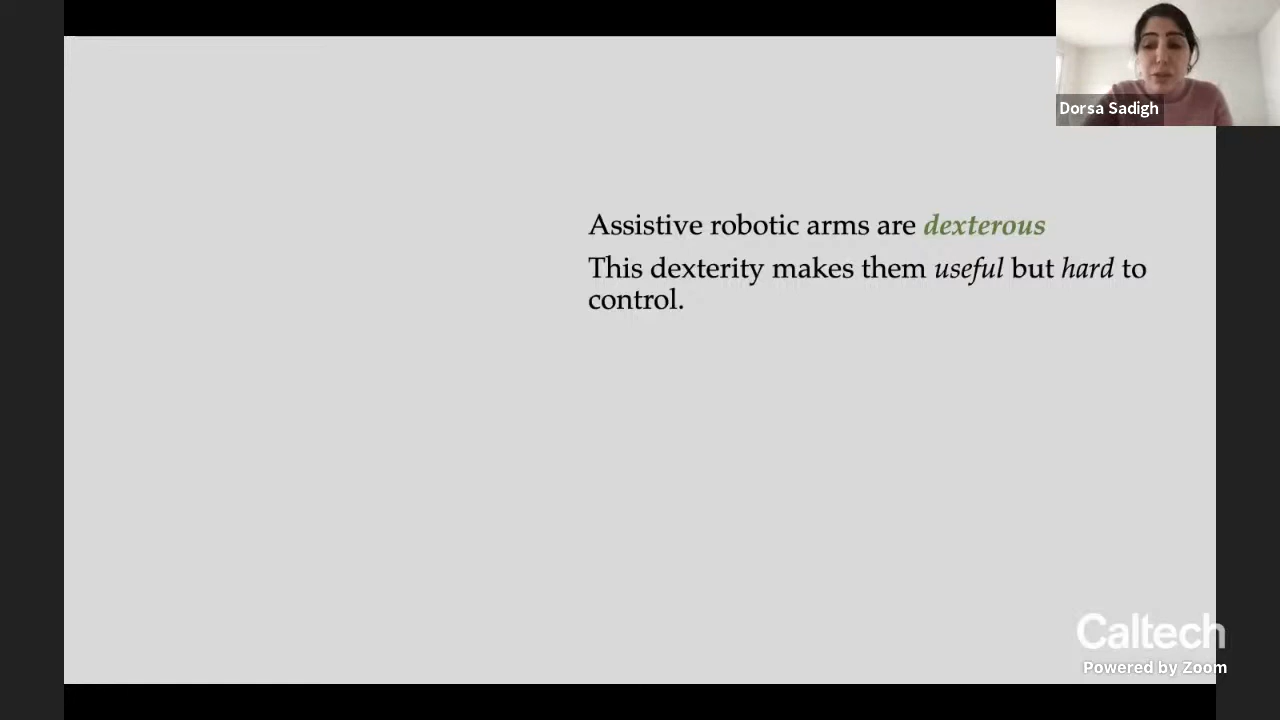 Dorsa Sadigh
Assistive robotic arms are dexterous
This dexterity makes them useful but hard to
control.
Caltech
Powered by Zoom